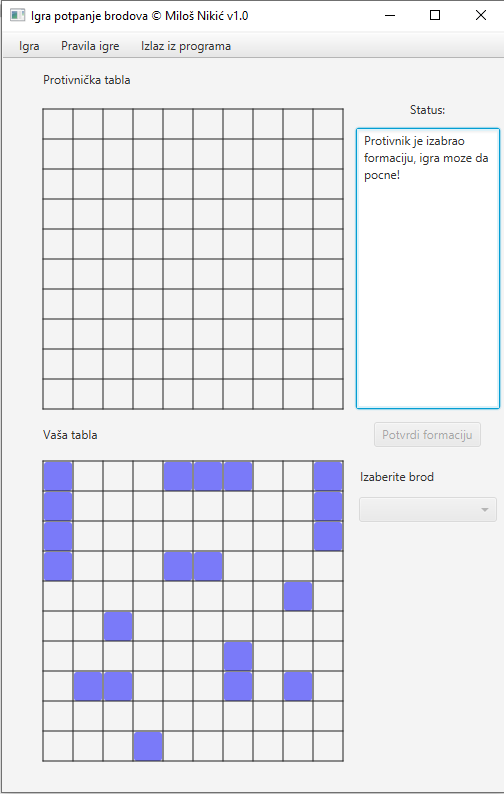 Igra potpanje brodova © Miloš Nikić v1.0
Igra Pravila igre Izlaz iz programa
Protivnička tabla
Status:
Protivnik je izabrao
formaciju, igra moze da
pocne!
Potvrdi formaciju
Vaša tabla
Izaberite brod